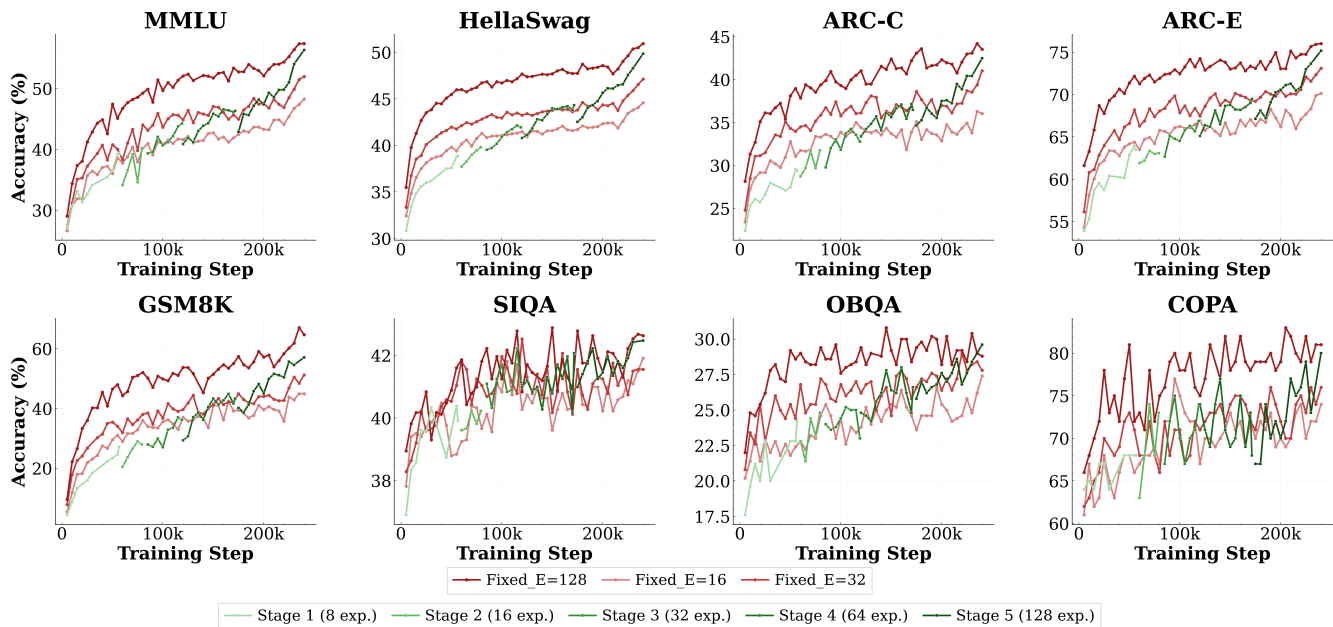 MMLU
HellaSwag
ARC-C
ARC-E
Accuracy (%)
50
40
30
0
100k
200k
Training Step
50
45
40
35
30
0
100k
200k
Training Step
45
40
35
30
25
0
100k
200k
Training Step
75
70
65
60
55
0
100k
200k
Training Step
GSM8K
SIQA
OBQA
COPA
Accuracy (%)
60
40
20
0
100k
200k
Training Step
42
40
38
0
100k
200k
Training Step
30.0
27.5
25.0
22.5
20.0
17.5
0
100k
200k
Training Step
80
75
70
65
60
0
100k
200k
Training Step
Fixed_E=128 Fixed_E=16 Fixed_E=32
Stage 1 (8 exp.) Stage 2 (16 exp.) Stage 3 (32 exp.) Stage 4 (64 exp.) Stage 5 (128 exp.)